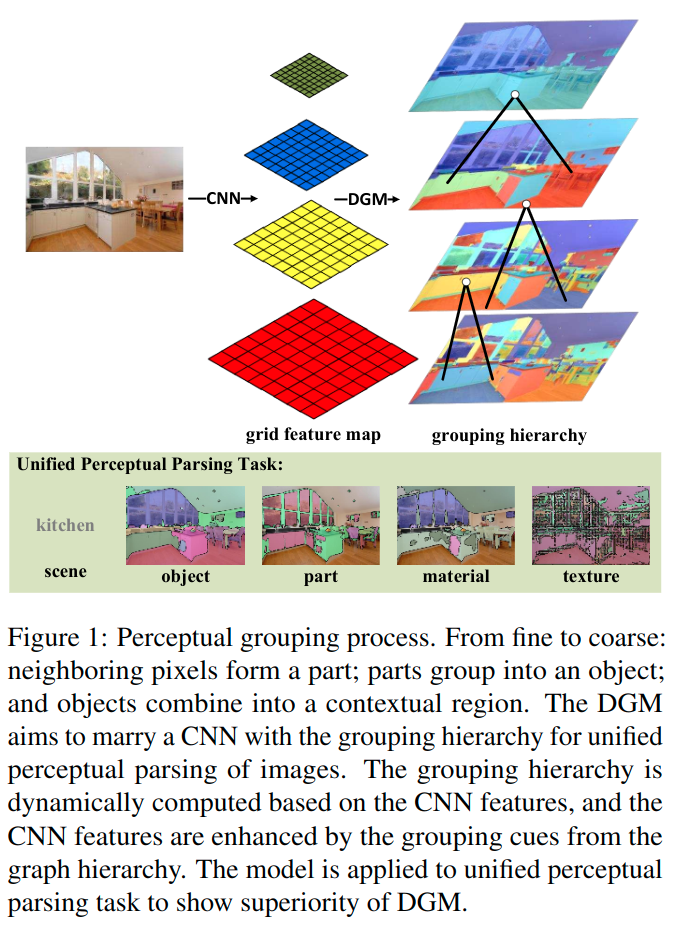 CNN
DGM
grid feature map
grouping hierarchy
Unified Perceptual Parsing Task:
kitchen
scene
object
part
material
texture
Figure 1: Perceptual grouping process. From fine to coarse:
neighboring pixels form a part; parts group into an object;
and objects combine into a contextual region. The DGM
aims to marry a CNN with the grouping hierarchy for unified
perceptual parsing of images. The grouping hierarchy is
dynamically computed based on the CNN features, and the
CNN features are enhanced by the grouping cues from the
graph hierarchy. The model is applied to unified perceptual
parsing task to show superiority of DGM.